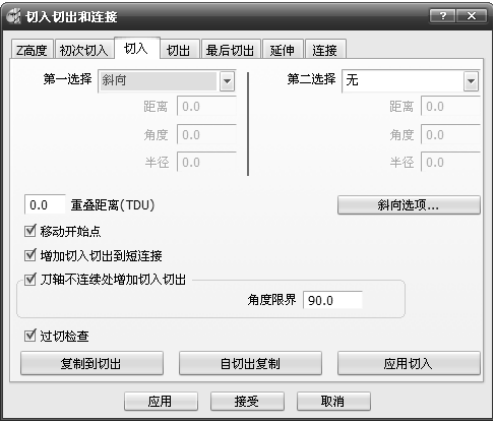 切入切出和连接
Z高度 初次切入 切入 切出 最后切出 延伸 连接
第一选择 斜向 第二选择 无
距离 0.0 距离 0.0
角度 0.0 角度 0.0
半径 0.0 半径 0.0
0.0 重叠距离(TDU) 斜向选项...
移动开始点
增加切入切出到短连接
刀轴不连续处增加切入切出
角度限界 90.0
过切检查
复制到切出 自切出复制 应用切入
应用 接受 取消